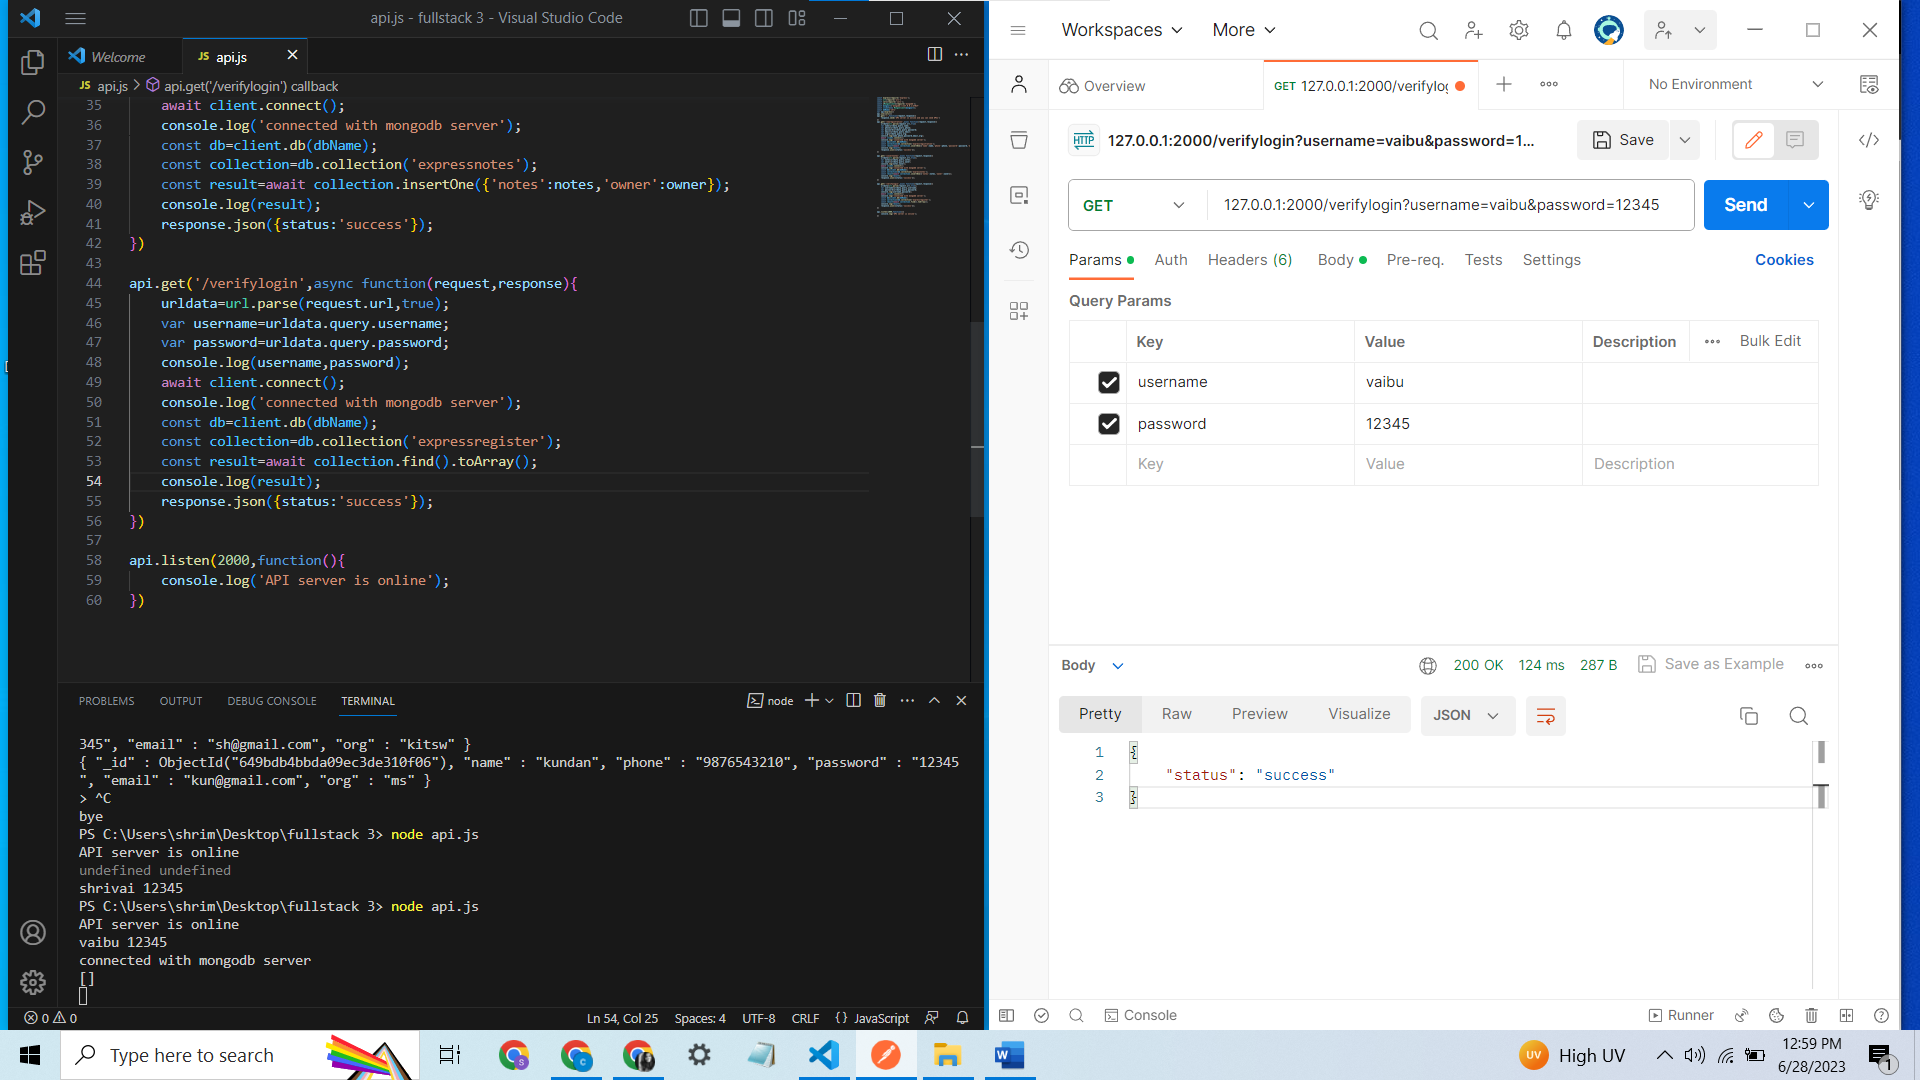 api.js - fullstack 3 - Visual Studio Code
Welcome
JS api.js
JS api.js > api.get('/verifylogin') callback
35 await client.connect();
36 console.log('connected with mongodb server');
37 const db=client.db(dbName);
38 const collection=db.collection('expressnotes');
39 const result=await collection.insertOne({'notes':notes,'owner':owner});
40 console.log(result);
41 response.json({status:'success'});
42 })
43
44 api.get('/verifylogin',async function(request,response){
45 urldata=url.parse(request.url,true);
46 var username=urldata.query.username;
47 var password=urldata.query.password;
48 console.log(username,password);
49 await client.connect();
50 console.log('connected with mongodb server');
51 const db=client.db(dbName);
52 const collection=db.collection('expressregister');
53 const result=await collection.find().toArray();
54 console.log(result);
55 response.json({status:'success'});
56 })
57
58 api.listen(2000,function(){
59 console.log('API server is online');
60 })
PROBLEMS OUTPUT DEBUG CONSOLE TERMINAL
node
345", "email" : "sh@gmail.com", "org" : "kitsw" }
{ "_id" : ObjectId("649bdb4bbda09ec3de310f06"), "name" : "kundan", "phone" : "9876543210", "password" : "12345
", "email" : "kun@gmail.com", "org" : "ms" }
> ^C
bye
PS C:\Users\shrim\Desktop\fullstack 3> node api.js
API server is online
undefined undefined
shrivai 12345
PS C:\Users\shrim\Desktop\fullstack 3> node api.js
API server is online
vaibu 12345
connected with mongodb server
[]
0 0
Ln 54, Col 25 Spaces: 4 UTF-8 CRLF {} JavaScript
Workspaces More
Overview
GET 127.0.0.1:2000/verifylog
No Environment
HTTP 127.0.0.1:2000/verifylogin?username=vaibu&password=1...
Save
GET 127.0.0.1:2000/verifylogin?username=vaibu&password=12345
Send
Params Auth Headers (6) Body Pre-req. Tests Settings Cookies
Query Params
Key Value Description Bulk Edit
username vaibu
password 12345
Key Value Description
Body 200 OK 124 ms 287 B Save as Example
Pretty Raw Preview Visualize JSON
1 {
2 "status": "success"
3 }
Console
Runner
Type here to search
UV High UV
12:59 PM
6/28/2023
1